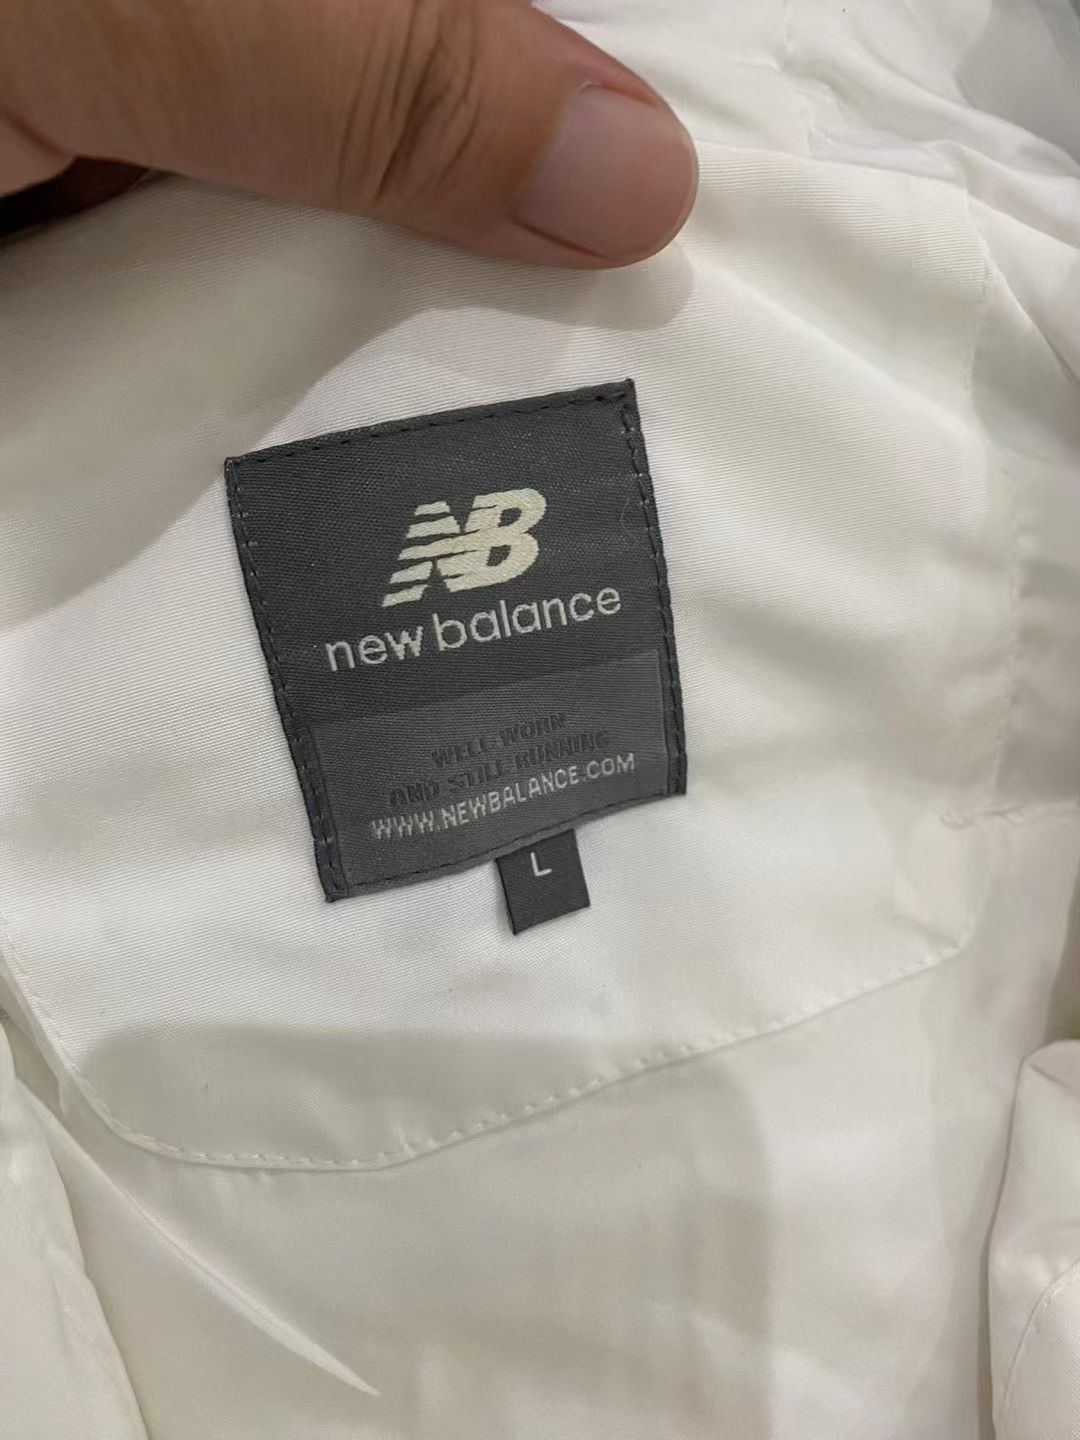 NB
new balance
WELL-WORN
AND STILL RUNNING
WWW.NEWBALANCE.COM
L